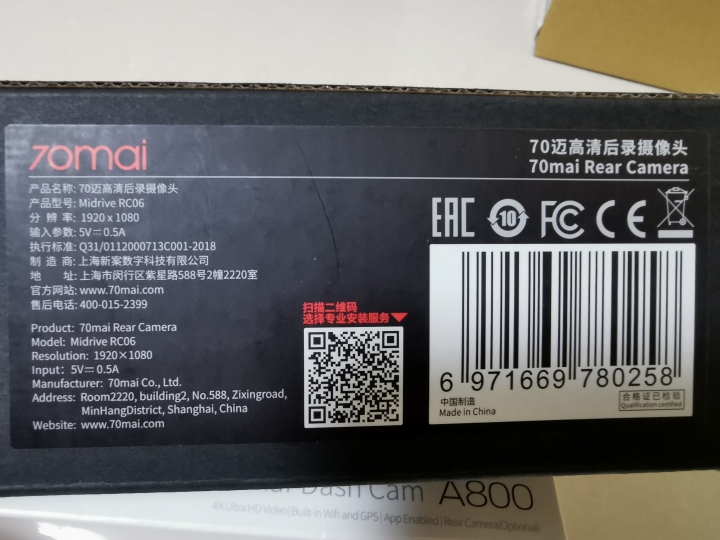 70mai
70迈高清后录摄像头
70mai Rear Camera
产品名称: 70迈高清后录摄像头
产品型号: Midrive RC06
分 辨 率: 1920 x 1080
输入参数: 5V⎓0.5A
执行标准: Q31/0112000713C001-2018
制 造 商: 上海新案数字科技有限公司
地 址: 上海市闵行区紫星路588号2幢2220室
官方网站: www.70mai.com
售后电话: 400-015-2399
Product: 70mai Rear Camera
Model: Midrive RC06
Resolution: 1920×1080
Input: 5V⎓0.5A
Manufacturer: 70mai Co., Ltd.
Address: Room2220, building2, No.588, Zixingroad,
MinHangDistrict, Shanghai, China
Website: www.70mai.com
扫描二维码
选择专业安装服务
EAC 10 FC CE
6 971669 780258
中国制造
Made in China
合格证已检验
Qualification certified
Dash Cam A800
4K Ultra HD Video | Built-in Wifi and GPS | App Enabled | Rear Camera(Optional)